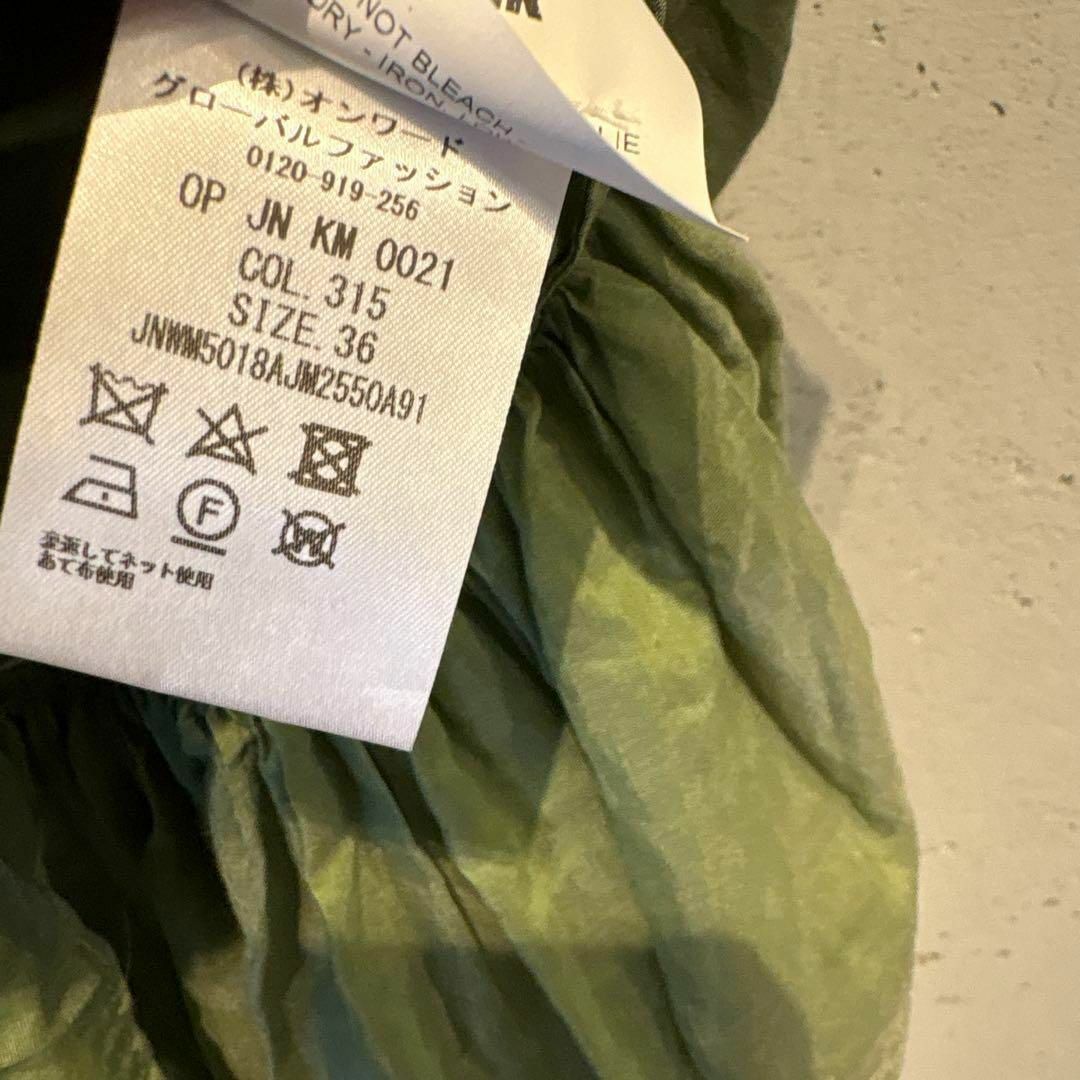 NOT BLEACH
IRON
LIE
(株)オンワード
グローバルファッション
0120-919-256
OP JN KM 0021
COL. 315
SIZE. 36
JNWM5018AJM2550A91
F
W
裏返してネット使用
あて布使用